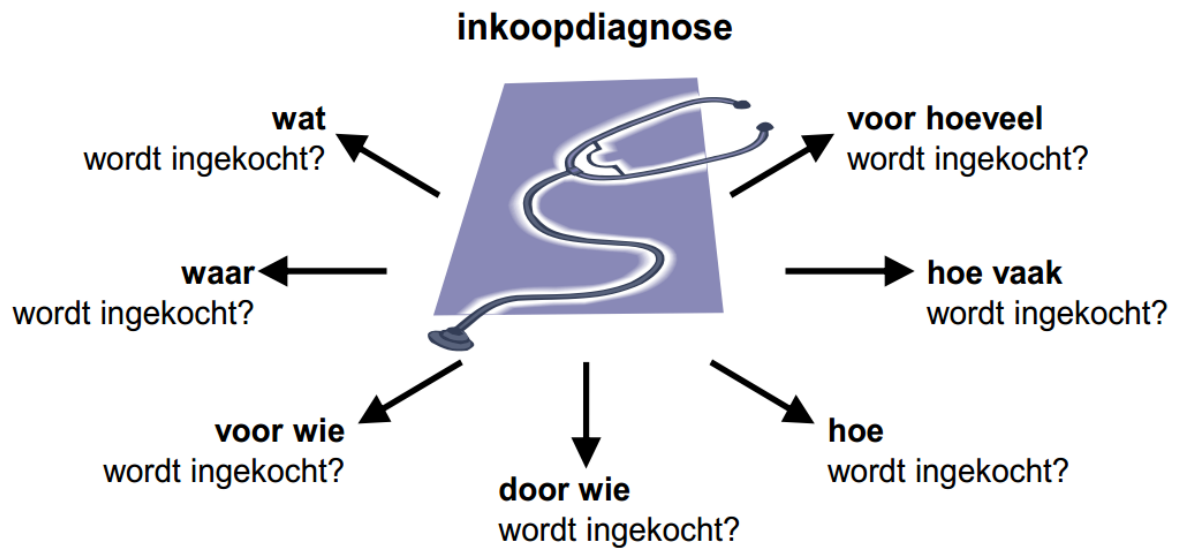 inkoopdiagnose
wat
wordt ingekocht?
voor hoeveel
wordt ingekocht?
waar
wordt ingekocht?
hoe vaak
wordt ingekocht?
voor wie
wordt ingekocht?
hoe
wordt ingekocht?
door wie
wordt ingekocht?